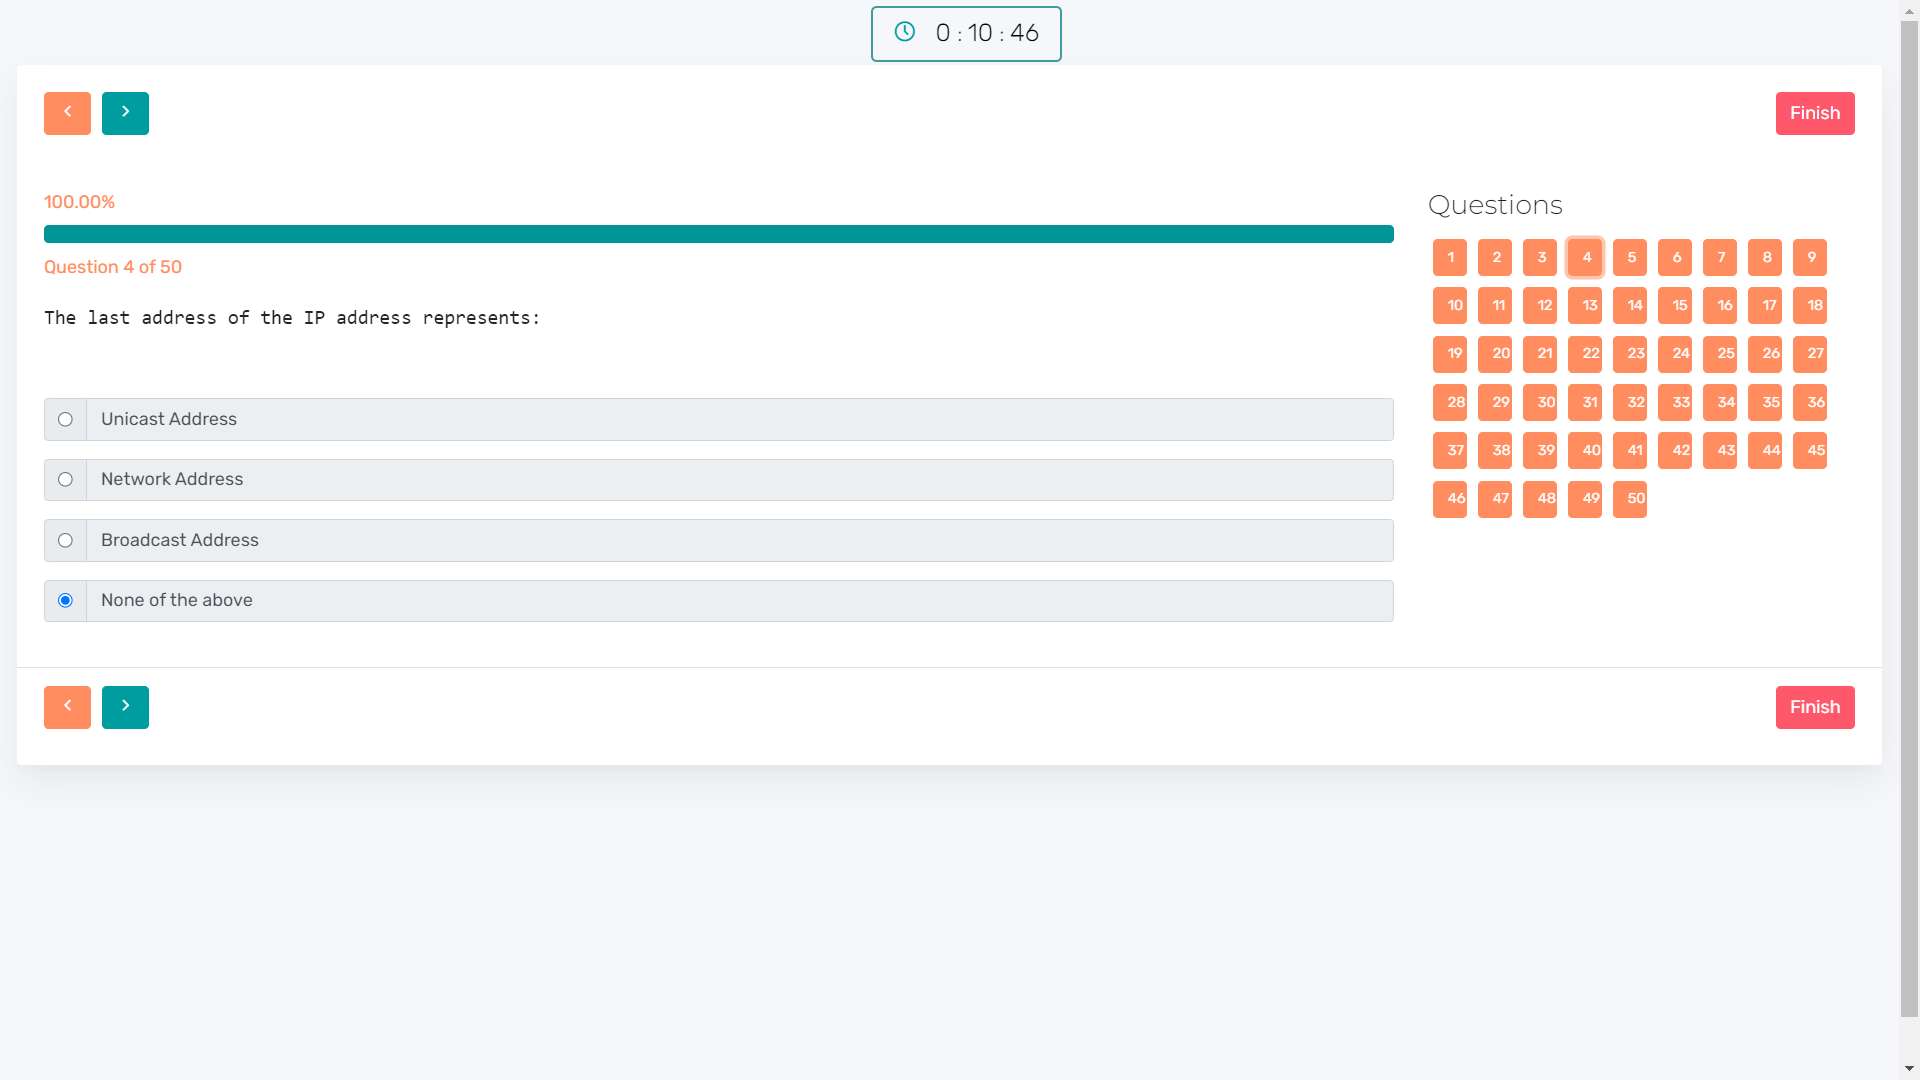 0 : 10 : 46
Finish
100.00%
Question 4 of 50
The last address of the IP address represents:
Unicast Address
Network Address
Broadcast Address
None of the above
Questions
1 2 3 4 5 6 7 8 9
10 11 12 13 14 15 16 17 18
19 20 21 22 23 24 25 26 27
28 29 30 31 32 33 34 35 36
37 38 39 40 41 42 43 44 45
46 47 48 49 50
Finish